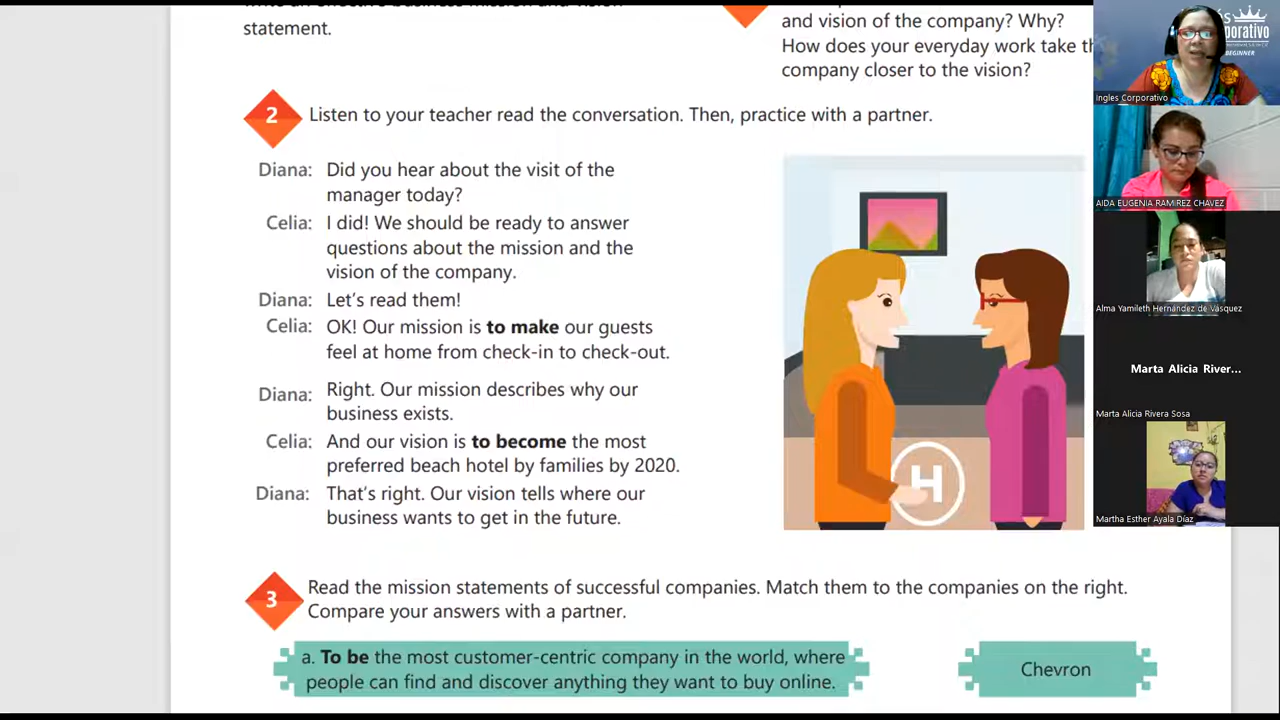 statement.
and vision of the company? Why?
How does your everyday work take th
company closer to the vision?
2 Listen to your teacher read the conversation. Then, practice with a partner.
Diana: Did you hear about the visit of the
manager today?
Celia: I did! We should be ready to answer
questions about the mission and the
vision of the company.
Diana: Let's read them!
Celia: OK! Our mission is to make our guests
feel at home from check-in to check-out.
Diana: Right. Our mission describes why our
business exists.
Celia: And our vision is to become the most
preferred beach hotel by families by 2020.
Diana: That's right. Our vision tells where our
business wants to get in the future.
H
3 Read the mission statements of successful companies. Match them to the companies on the right.
Compare your answers with a partner.
a. To be the most customer-centric company in the world, where
people can find and discover anything they want to buy online.
Chevron
BEGINNER
Ingles Corporativo
AIDA EUGENIA RAMIREZ CHAVEZ
Alma Yamileth Hernández de Vásquez
Marta Alicia River...
Marta Alicia Rivera Sosa
Martha Esther Ayala Díaz